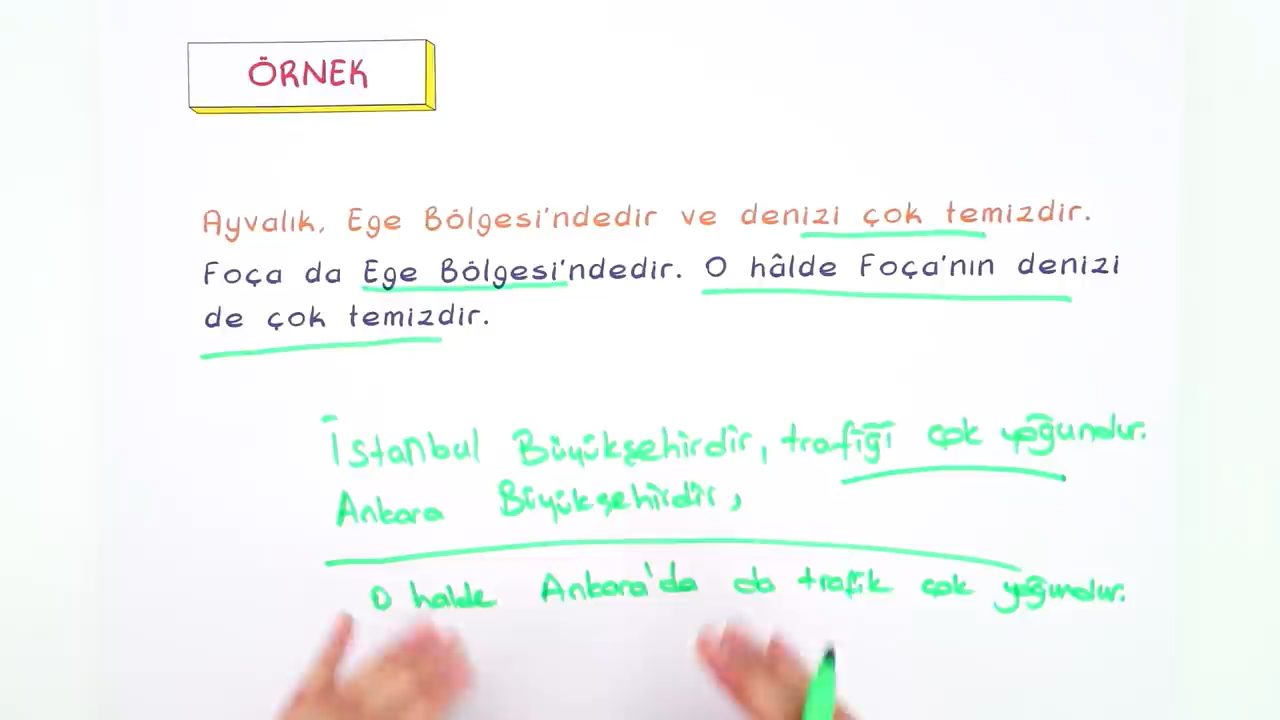 ÖRNEK
Ayvalık, Ege Bölgesi'ndedir ve denizi çok temizdir.
Foça da Ege Bölgesi'ndedir. O hâlde Foça'nın denizi
de çok temizdir.
İstanbul Büyükşehirdir, trafiği çok yoğundur.
Ankara Büyükşehirdir,
O halde Ankara'da da trafik çok yoğundur.